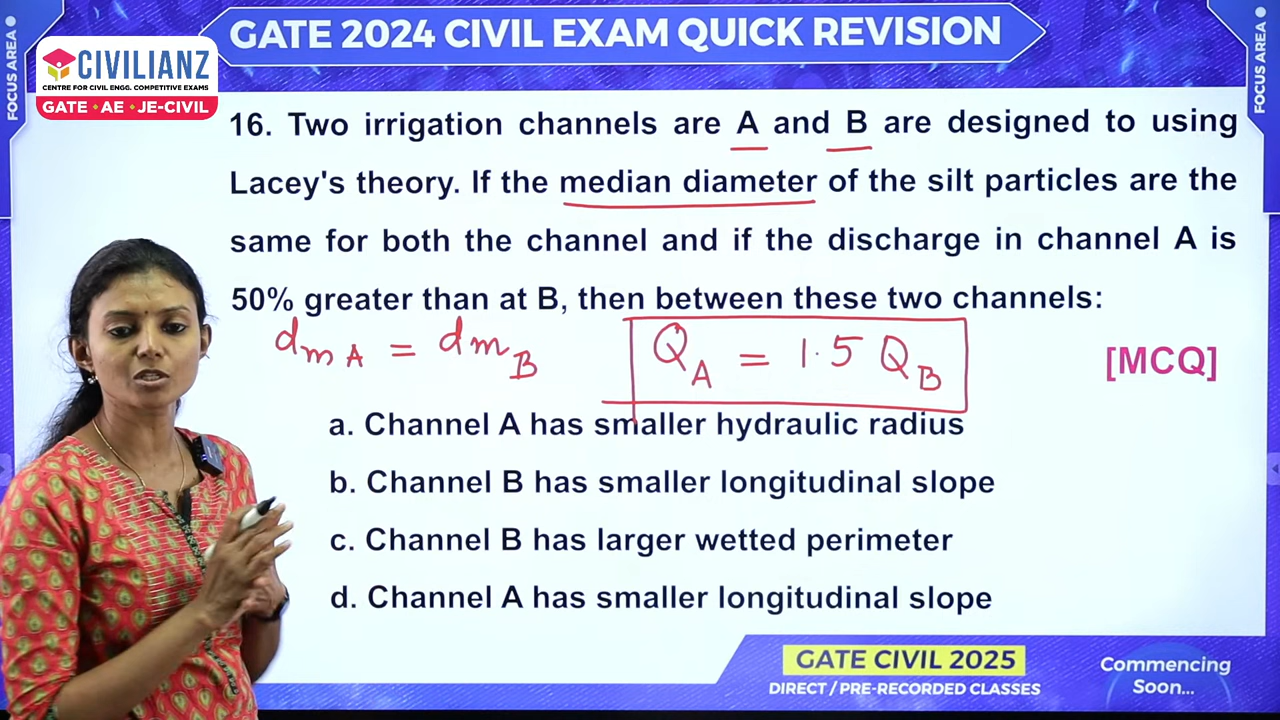 FOCUS AREA
GATE 2024 CIVIL EXAM QUICK REVISION
FOCUS AREA
CIVILIANZ
CENTRE FOR CIVIL ENGG. COMPETITIVE EXAMS
GATE • AE • JE-CIVIL
16. Two irrigation channels are A and B are designed to using
Lacey's theory. If the median diameter of the silt particles are the
same for both the channel and if the discharge in channel A is
50% greater than at B, then between these two channels:
dm A = dm B
Q A = 1.5 Q B
[MCQ]
a. Channel A has smaller hydraulic radius
b. Channel B has smaller longitudinal slope
c. Channel B has larger wetted perimeter
d. Channel A has smaller longitudinal slope
GATE CIVIL 2025
DIRECT / PRE-RECORDED CLASSES
Commencing
Soon...